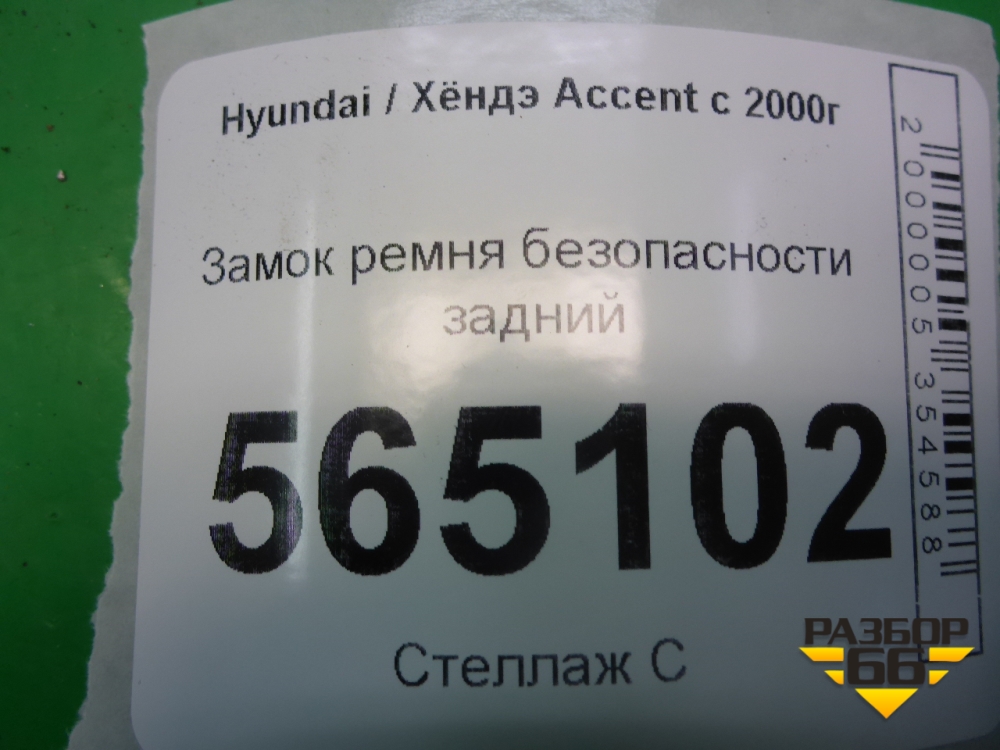 Hyundai / Хёндэ Accent с 2000г
Замок ремня безопасности
задний
565102
Стеллаж С
2000005354588
РАЗБОР
66